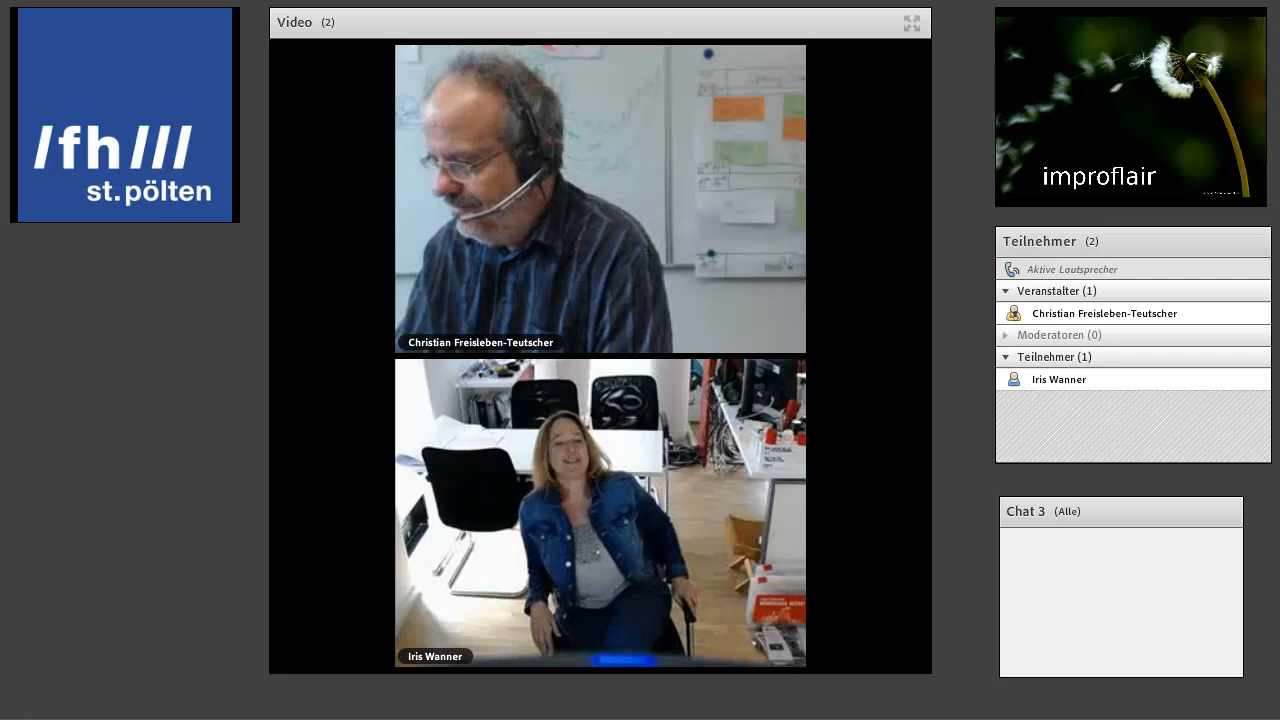 /fh///
st.pölten
Video (2)
Christian Freisleben-Teutscher
Iris Wanner
improflair
Teilnehmer (2)
Aktive Lautsprecher
Veranstalter (1)
Christian Freisleben-Teutscher
Moderatoren (0)
Teilnehmer (1)
Iris Wanner
Chat 3 (Alle)